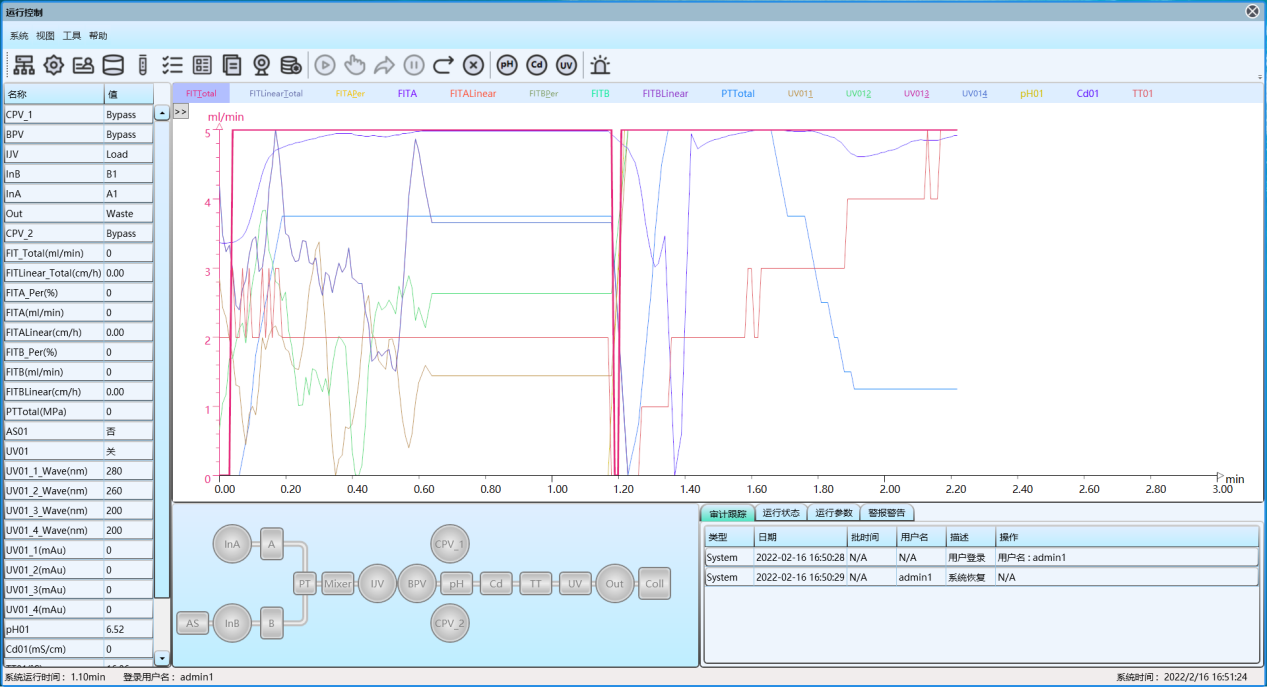 运行控制
系统 视图 工具 帮助
pH Cd UV
名称 值
CPV_1 Bypass
BPV Bypass
IJV Load
InB B1
InA A1
Out Waste
CPV_2 Bypass
FIT_Total(ml/min) 0
FITLinear_Total(cm/h) 0.00
FITA_Per(%) 0
FITA(ml/min) 0
FITALinear(cm/h) 0.00
FITB_Per(%) 0
FITB(ml/min) 0
FITBLinear(cm/h) 0.00
PTTotal(MPa) 0
AS01 否
UV01 关
UV01_1_Wave(nm) 280
UV01_2_Wave(nm) 260
UV01_3_Wave(nm) 200
UV01_4_Wave(nm) 200
UV01_1(mAu) 0
UV01_2(mAu) 0
UV01_3(mAu) 0
UV01_4(mAu) 0
pH01 6.52
Cd01(mS/cm) 0
FITTotal FITLinearTotal FITAPer FITA FITALinear FITBPer FITB FITBLinear PTTotal UV011 UV012 UV013 UV014 pH01 Cd01 TT01
>>
ml/min
5
4
3
2
1
0
0.00 0.20 0.40 0.60 0.80 1.00 1.20 1.40 1.60 1.80 2.00 2.20 2.40 2.60 2.80 3.00
min
InA A CPV_1
PT Mixer IJV BPV pH Cd TT UV Out Coll
AS InB B CPV_2
审计跟踪 运行状态 运行参数 警报警告
类型 日期 批时间 用户名 描述 操作
System 2022-02-16 16:50:28 N/A N/A 用户登录 用户名 : admin1
System 2022-02-16 16:50:29 N/A admin1 系统恢复 N/A
系统运行时间： 1.10min 登录用户名： admin1 系统时间： 2022/2/16 16:51:24